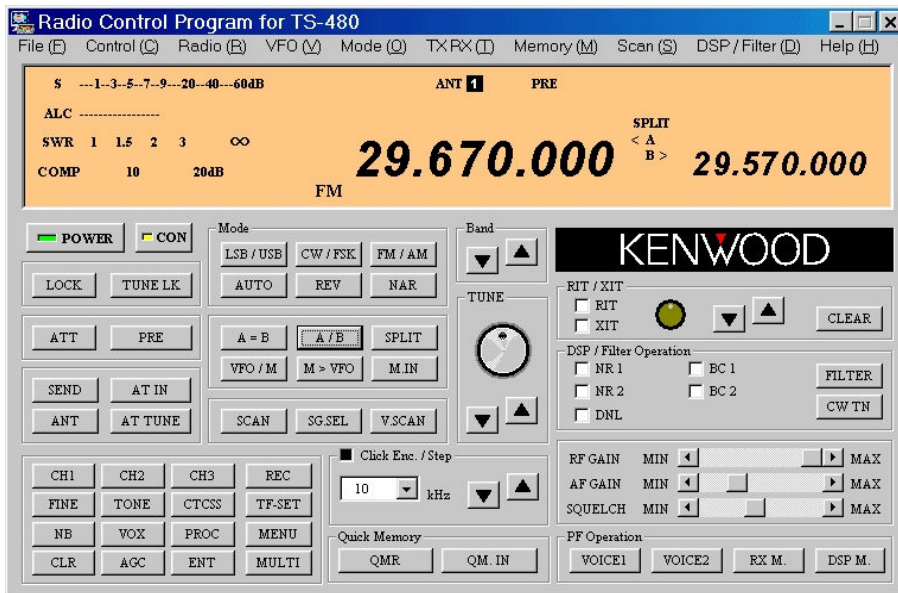 Radio Control Program for TS-480
File (F) Control (C) Radio (R) VFO (V) Mode (O) TX RX (T) Memory (M) Scan (S) DSP / Filter (D) Help (H)
S ---1--3--5--7--9---20--40---60dB ANT 1 PRE
ALC -----------------
SWR 1 1.5 2 3 ∞
COMP 10 20dB
FM 29.670.000
SPLIT
< A
B >
29.570.000
POWER CON
LOCK TUNE LK
ATT PRE
SEND AT IN
ANT AT TUNE
Mode
LSB / USB CW / FSK FM / AM
AUTO REV NAR
A = B A / B SPLIT
VFO / M M > VFO M.IN
SCAN SG.SEL V.SCAN
Band
TUNE
KENWOOD
RIT / XIT
RIT
XIT
CLEAR
DSP / Filter Operation
NR 1 BC 1 FILTER
NR 2 BC 2
DNL CW TN
CH1 CH2 CH3 REC
FINE TONE CTCSS TF-SET
NB VOX PROC MENU
CLR AGC ENT MULTI
Click Enc. / Step
10 kHz
Quick Memory
QMR QM. IN
RF GAIN MIN MAX
AF GAIN MIN MAX
SQUELCH MIN MAX
PF Operation
VOICE1 VOICE2 RX M. DSP M.